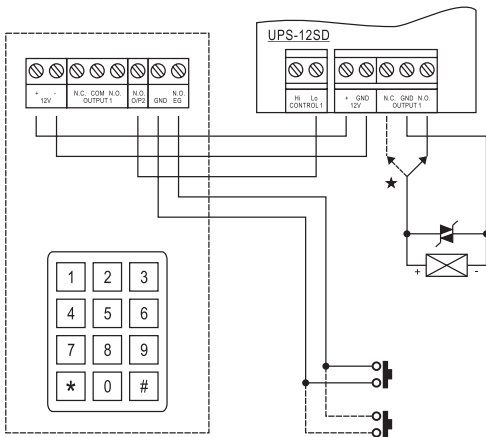 UPS-12SD
+ - N.C. COM N.O. N.O. GND N.O.
12V OUTPUT 1 O/P2 EG
Hi Lo + GND N.C. GND N.O.
CONTROL 1 12V OUTPUT 1
★
+ -
1 2 3
4 5 6
7 8 9
* 0 #